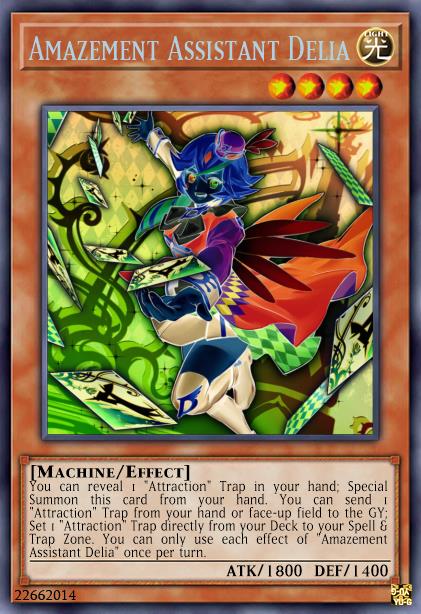 Amazement Assistant Delia
LIGHT
光
[Machine/Effect]
You can reveal 1 "Attraction" Trap in your hand; Special
Summon this card from your hand. You can send 1
"Attraction" Trap from your hand or face-up field to the GY;
Set 1 "Attraction" Trap directly from your Deck to your Spell &
Trap Zone. You can only use each effect of "Amazement
Assistant Delia" once per turn.
ATK/1800 DEF/1400
22662014